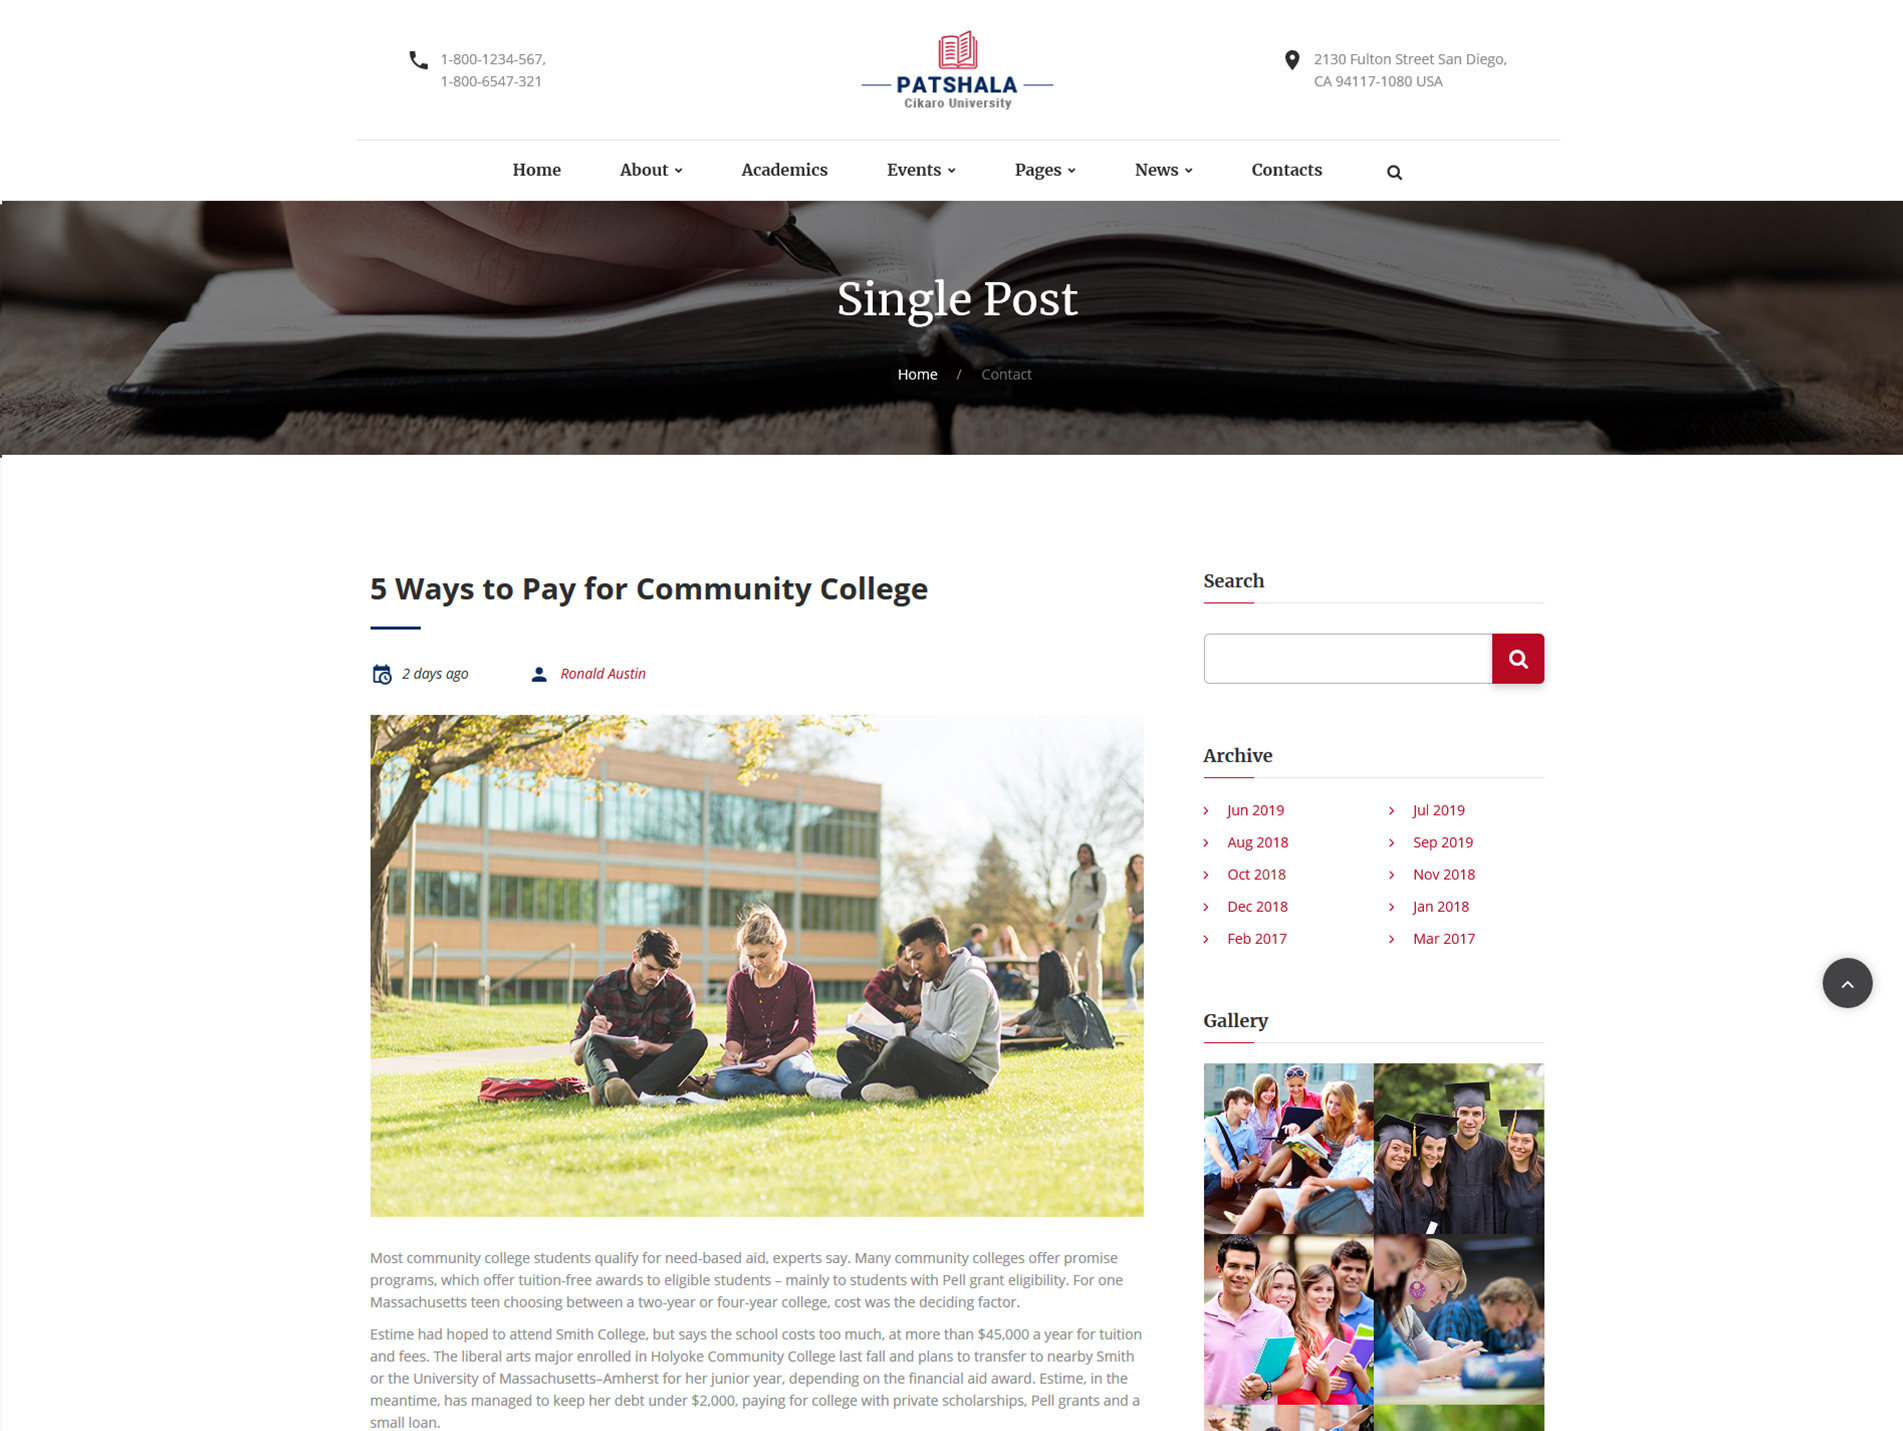 1-800-1234-567,
1-800-6547-321
PATSHALA
Cikaro University
2130 Fulton Street San Diego,
CA 94117-1080 USA
Home About Academics Events Pages News Contacts
Single Post
Home / Contact
5 Ways to Pay for Community College
2 days ago Ronald Austin
Most community college students qualify for need-based aid, experts say. Many community colleges offer promise
programs, which offer tuition-free awards to eligible students – mainly to students with Pell grant eligibility. For one
Massachusetts teen choosing between a two-year or four-year college, cost was the deciding factor.
Estime had hoped to attend Smith College, but says the school costs too much, at more than $45,000 a year for tuition
and fees. The liberal arts major enrolled in Holyoke Community College last fall and plans to transfer to nearby Smith
or the University of Massachusetts–Amherst for her junior year, depending on the financial aid award. Estime, in the
meantime, has managed to keep her debt under $2,000, paying for college with private scholarships, Pell grants and a
small loan.
Search
Archive
Jun 2019 Jul 2019
Aug 2018 Sep 2019
Oct 2018 Nov 2018
Dec 2018 Jan 2018
Feb 2017 Mar 2017
Gallery